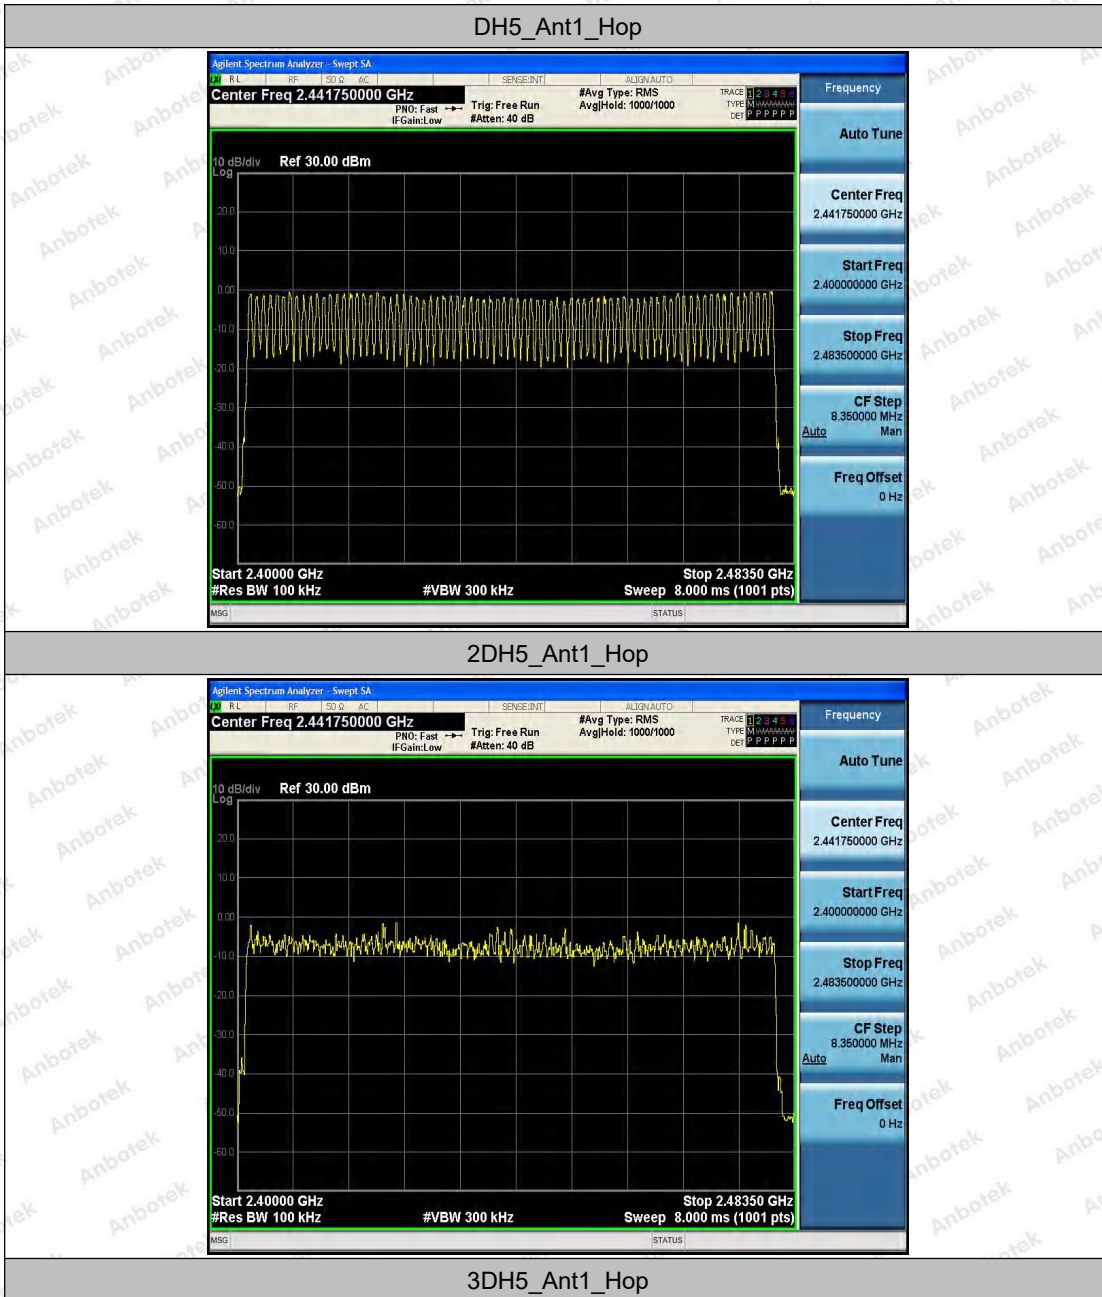 DH5_Ant1_Hop
Agilent Spectrum Analyzer - Swept SA
RL RF 50 Ω AC SENSE:INT ALIGNAUTO
Center Freq 2.441750000 GHz
PNO: Fast
IFGain:Low
Trig: Free Run
#Atten: 40 dB
#Avg Type: RMS
Avg|Hold: 1000/1000
TRACE 1 2 3 4 5 6
TYPE M
DET P P P P P P
10 dB/div Ref 30.00 dBm
Log
20.0
10.0
0.00
-10.0
-20.0
-30.0
-40.0
-50.0
-60.0
Start 2.40000 GHz Stop 2.48350 GHz
#Res BW 100 kHz #VBW 300 kHz Sweep 8.000 ms (1001 pts)
MSG STATUS
Frequency
Auto Tune
Center Freq
2.441750000 GHz
Start Freq
2.400000000 GHz
Stop Freq
2.483500000 GHz
CF Step
8.350000 MHz
Auto Man
Freq Offset
0 Hz
2DH5_Ant1_Hop
Agilent Spectrum Analyzer - Swept SA
RL RF 50 Ω AC SENSE:INT ALIGNAUTO
Center Freq 2.441750000 GHz
PNO: Fast
IFGain:Low
Trig: Free Run
#Atten: 40 dB
#Avg Type: RMS
Avg|Hold: 1000/1000
TRACE 1 2 3 4 5 6
TYPE M
DET P P P P P P
10 dB/div Ref 30.00 dBm
Log
20.0
10.0
0.00
-10.0
-20.0
-30.0
-40.0
-50.0
-60.0
Start 2.40000 GHz Stop 2.48350 GHz
#Res BW 100 kHz #VBW 300 kHz Sweep 8.000 ms (1001 pts)
MSG STATUS
Frequency
Auto Tune
Center Freq
2.441750000 GHz
Start Freq
2.400000000 GHz
Stop Freq
2.483500000 GHz
CF Step
8.350000 MHz
Auto Man
Freq Offset
0 Hz
3DH5_Ant1_Hop
Anbotek